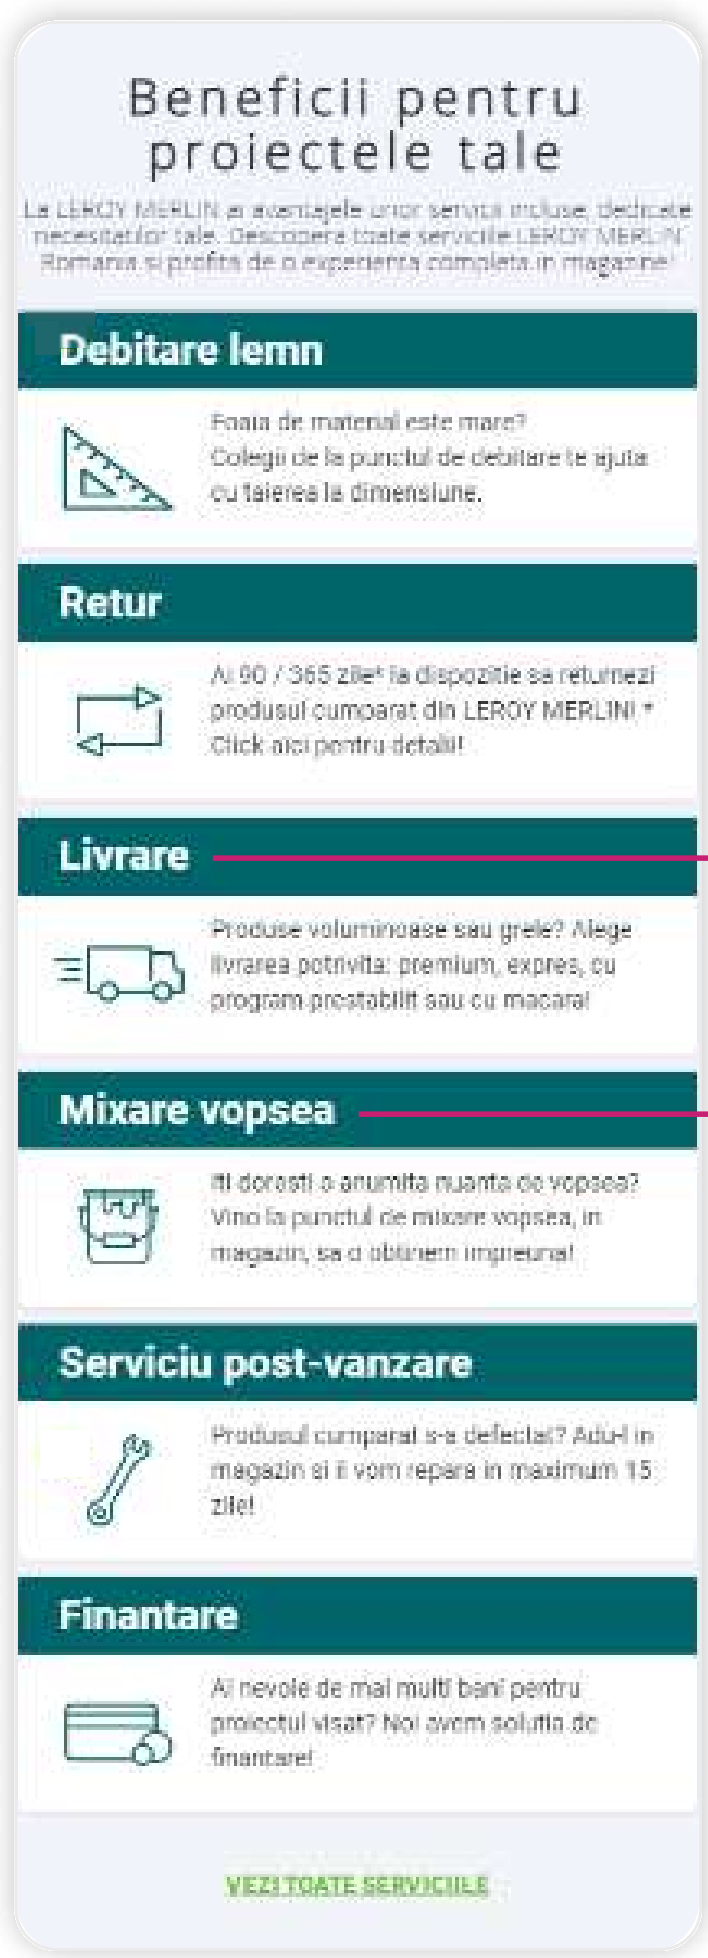 Beneficii pentru
proiectele tale
La LEROY MERLIN ai avantajele unor servicii incluse, dedicate
necesitatilor tale. Descopera toate serviciile LEROY MERLIN
Romania si profita de o experienta completa in magazine!
Debitare lemn
Foaia de material este mare?
Colegii de la punctul de debitare te ajuta
cu taierea la dimensiune.
Retur
Ai 90 / 365 zile* la dispozitie sa returnezi
produsul cumparat din LEROY MERLIN! *
Click aici pentru detalii!
Livrare
Produse voluminoase sau grele? Alege
livrarea potrivita: premium, expres, cu
program prestabilit sau cu macara!
Mixare vopsea
Iti doresti o anumita nuanta de vopsea?
Vino la punctul de mixare vopsea, in
magazin, sa o obtinem impreuna!
Serviciu post-vanzare
Produsul cumparat s-a defectat? Adu-l in
magazin si il vom repara in maximum 15
zile!
Finantare
Ai nevoie de mai multi bani pentru
proiectul visat? Noi avem solutia de
finantare!
VEZI TOATE SERVICIILE